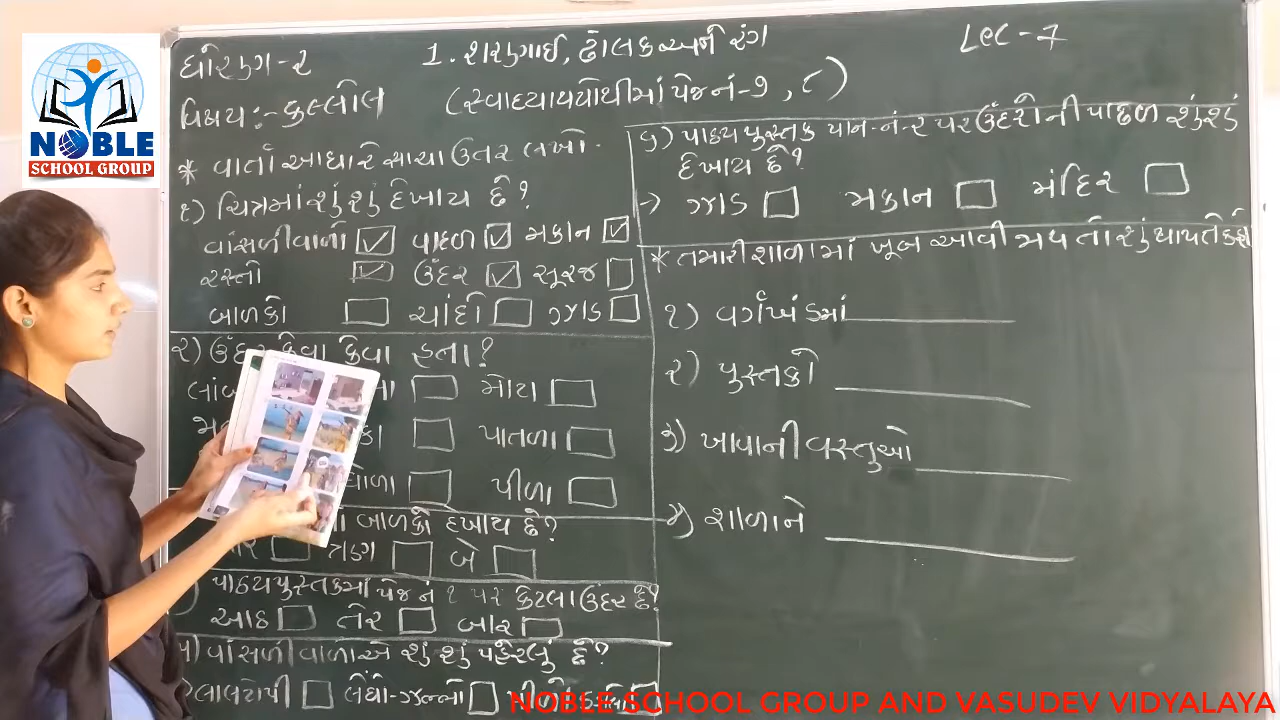 NOBLE
SCHOOL GROUP
ધોરણ-૨
1. શરણાઈ, ઢોલક અને રંગ
Lec - 7
વિષય :- કલ્લોલ
(સ્વાધ્યાયપોથીમાં પેજ નં-૭, ૮)
* વાર્તા આધારે સાચા ઉતર લખો.
૧) ચિત્રમાં શું શું દેખાય છે?
વાંસળીવાળો વાદળ મકાન
રસ્તો ઉંદર સૂરજ
બાળકો ચાંદો ઝાડ
૨) ઉંદર કેવા કેવા હતા?
મોટા
પાતળા
ધોળા પીળા
બાળકો દેખાય છે?
ત્રણ બે
પાઠ્યપુસ્તકમાં પેજ નં ૧ પર કેટલા ઉંદર છે?
આઠ તેર બાર
૫) વાંસળીવાળાએ શું શું પહેરેલું છે?
લાલટોપી લેંઘો-ઝભ્ભો
૬) પાઠ્યપુસ્તક પાન-નં-૨ પર ઉંદરોની પાછળ શું શું
દેખાય છે?
-> ઝાડ મકાન મંદિર
* તમારી શાળામાં ખૂબ આવી જાય તો શું થાય તે કહો
૧) વર્ગખંડમાં
૨) પુસ્તકો
૩) ખાવાની વસ્તુઓ
૪) શાળાને
NOBLE SCHOOL GROUP AND VASUDEV VIDYALAYA